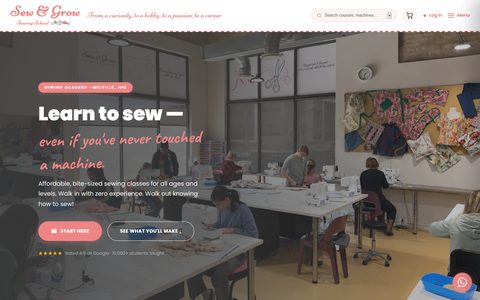 Sew & Grow
Sewing School
From a curiosity, to a hobby, to a passion, to a career
Search courses, machines...
Log in
Menu
SEWING ACADEMY · MELVILLE, JHB
Learn to sew —
even if you've never touched
a machine.
Affordable, bite-sized sewing classes for all ages and
levels. Walk in with zero experience. Walk out knowing
how to sew!
START HERE
SEE WHAT YOU'LL MAKE ↓
★★★★★ Rated 4.9 on Google · 10,000+ students taught